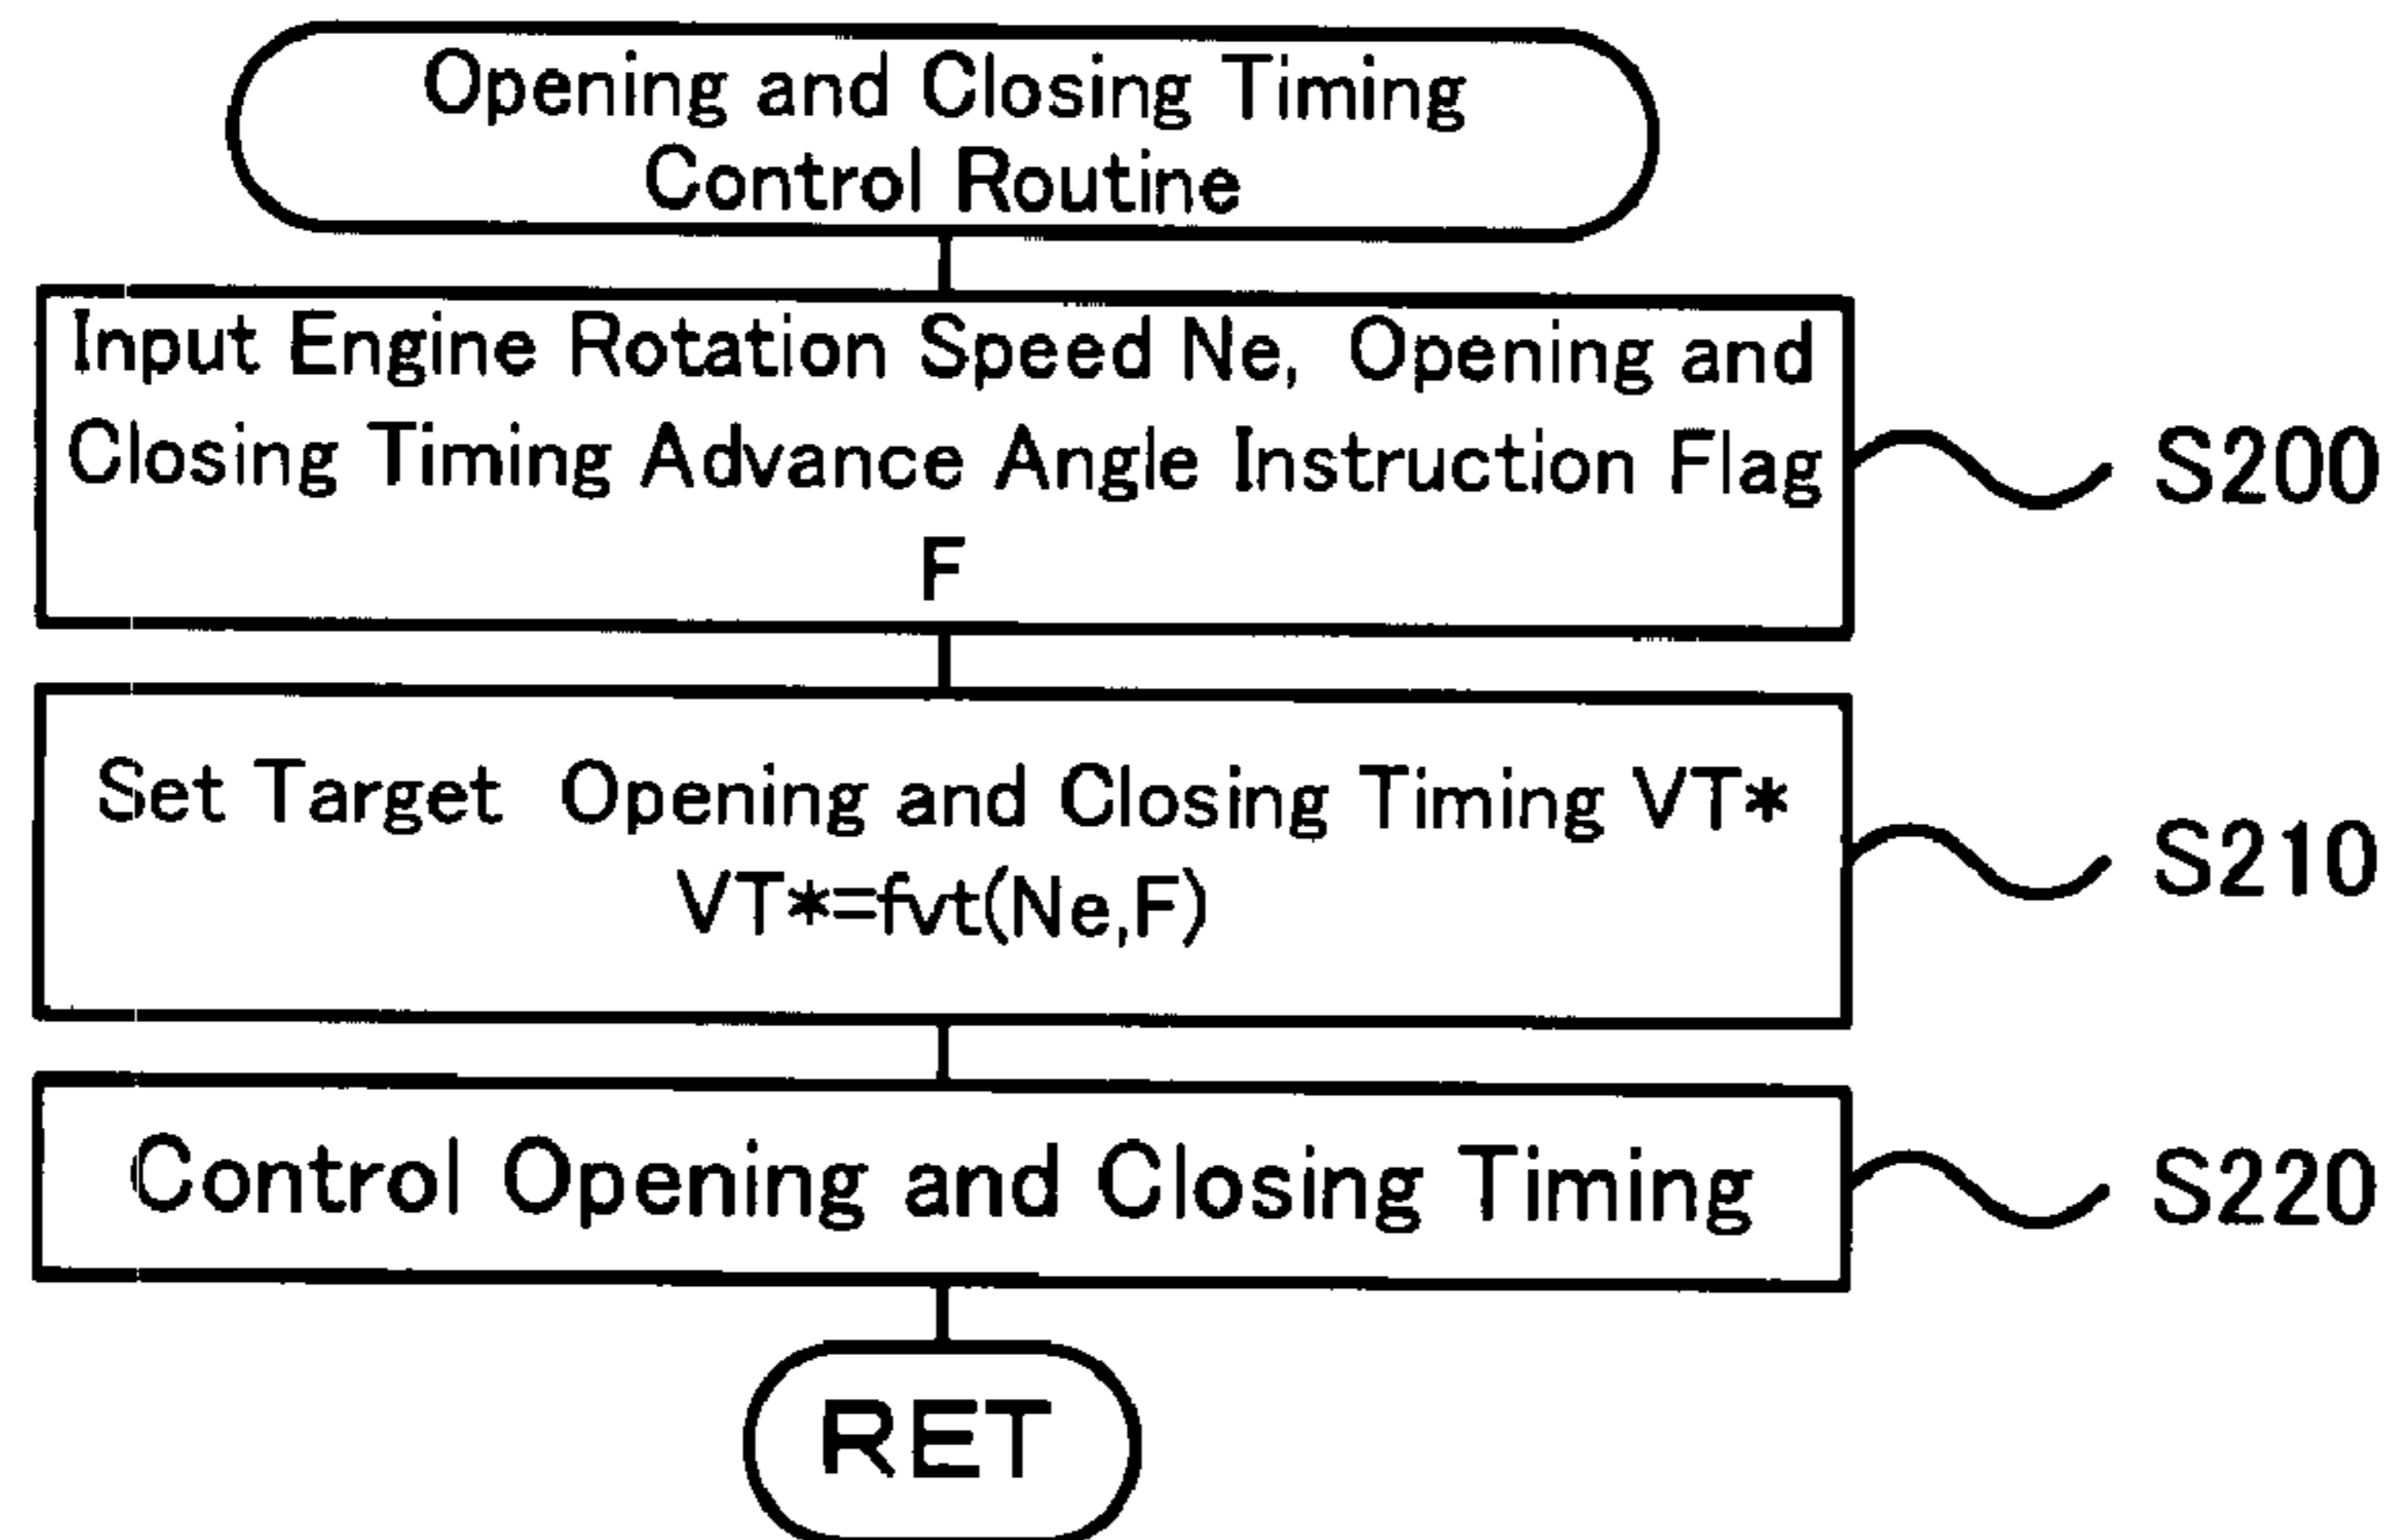 Opening and Closing Timing
Control Routine
Input Engine Rotation Speed Ne, Opening and
Closing Timing Advance Angle Instruction Flag
F
S200
Set Target Opening and Closing Timing VT*
VT*=fvt(Ne,F)
S210
Control Opening and Closing Timing
S220
RET